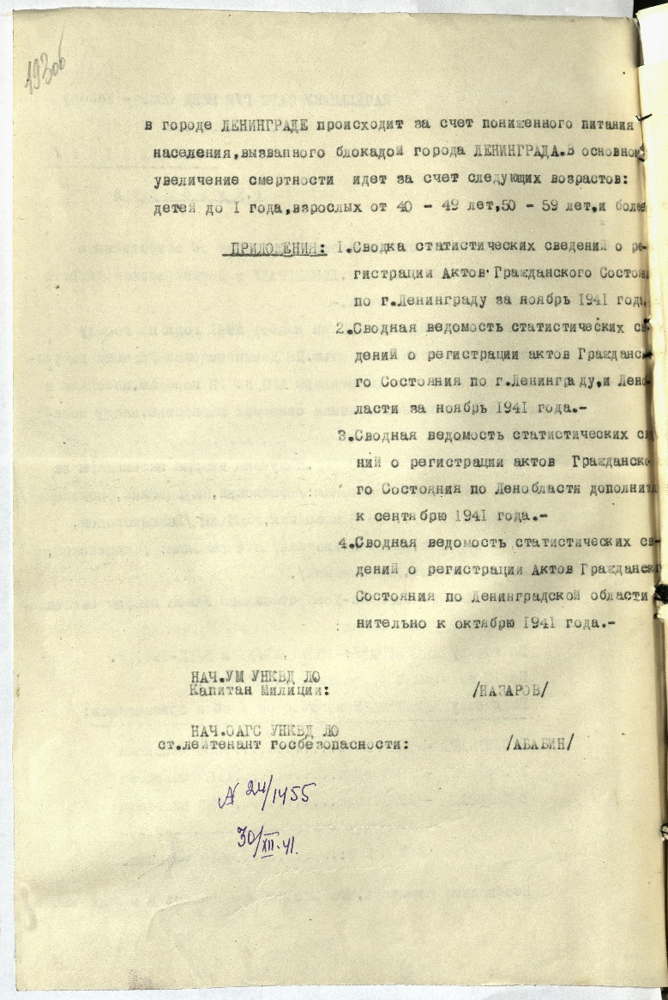 193об
в городе ЛЕНИНГРАДЕ происходит за счет пониженного питания
населения,вызванного блокадой города ЛЕНИНГРАДА.В основном
увеличение смертности идет за счет следующих возрастов:
детей до I года,взрослых от 40 - 49 лет,50 - 59 лет,и более
ПРИЛОЖЕНИЯ: 1.Сводка статистических сведений о ре-
гистрации Актов Гражданского Состоян
по г.Ленинграду за ноябрь 1941 года.
2.Сводная ведомость статистических св
дений о регистрации актов Гражданск
го Состояния по г.Ленинграду,и Лено
ласти за ноябрь 1941 года.-
3.Сводная ведомость статистических св
ний о регистрации актов Гражданско
го Состояния по Ленобласти дополнит
к сентябрю 1941 года.-
4.Сводная ведомость статистических св-
дений о регистрации Актов Гражданског
Состояния по Ленинградской области
нительно к октябрю 1941 года.-
НАЧ.УМ УНКВД ЛО
Капитан Милиции: /НАЗАРОВ/
НАЧ.ОАГС УНКВД ЛО
ст.лейтенант госбезопасности: /АБАБИН/
№ 24/1455
30/XII-41.